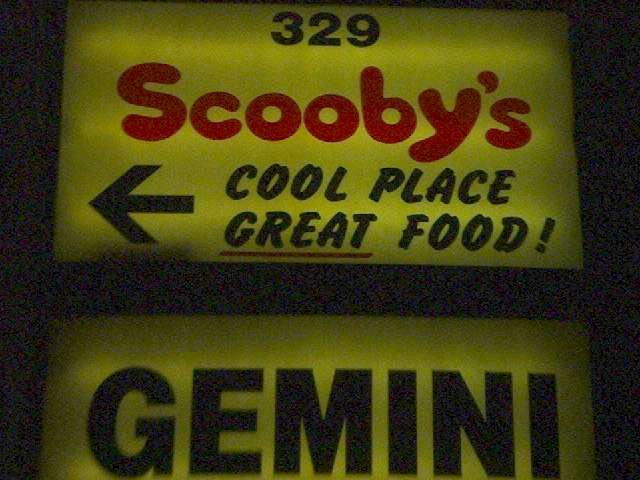 329
Scooby's
COOL PLACE
GREAT FOOD!
GEMINI